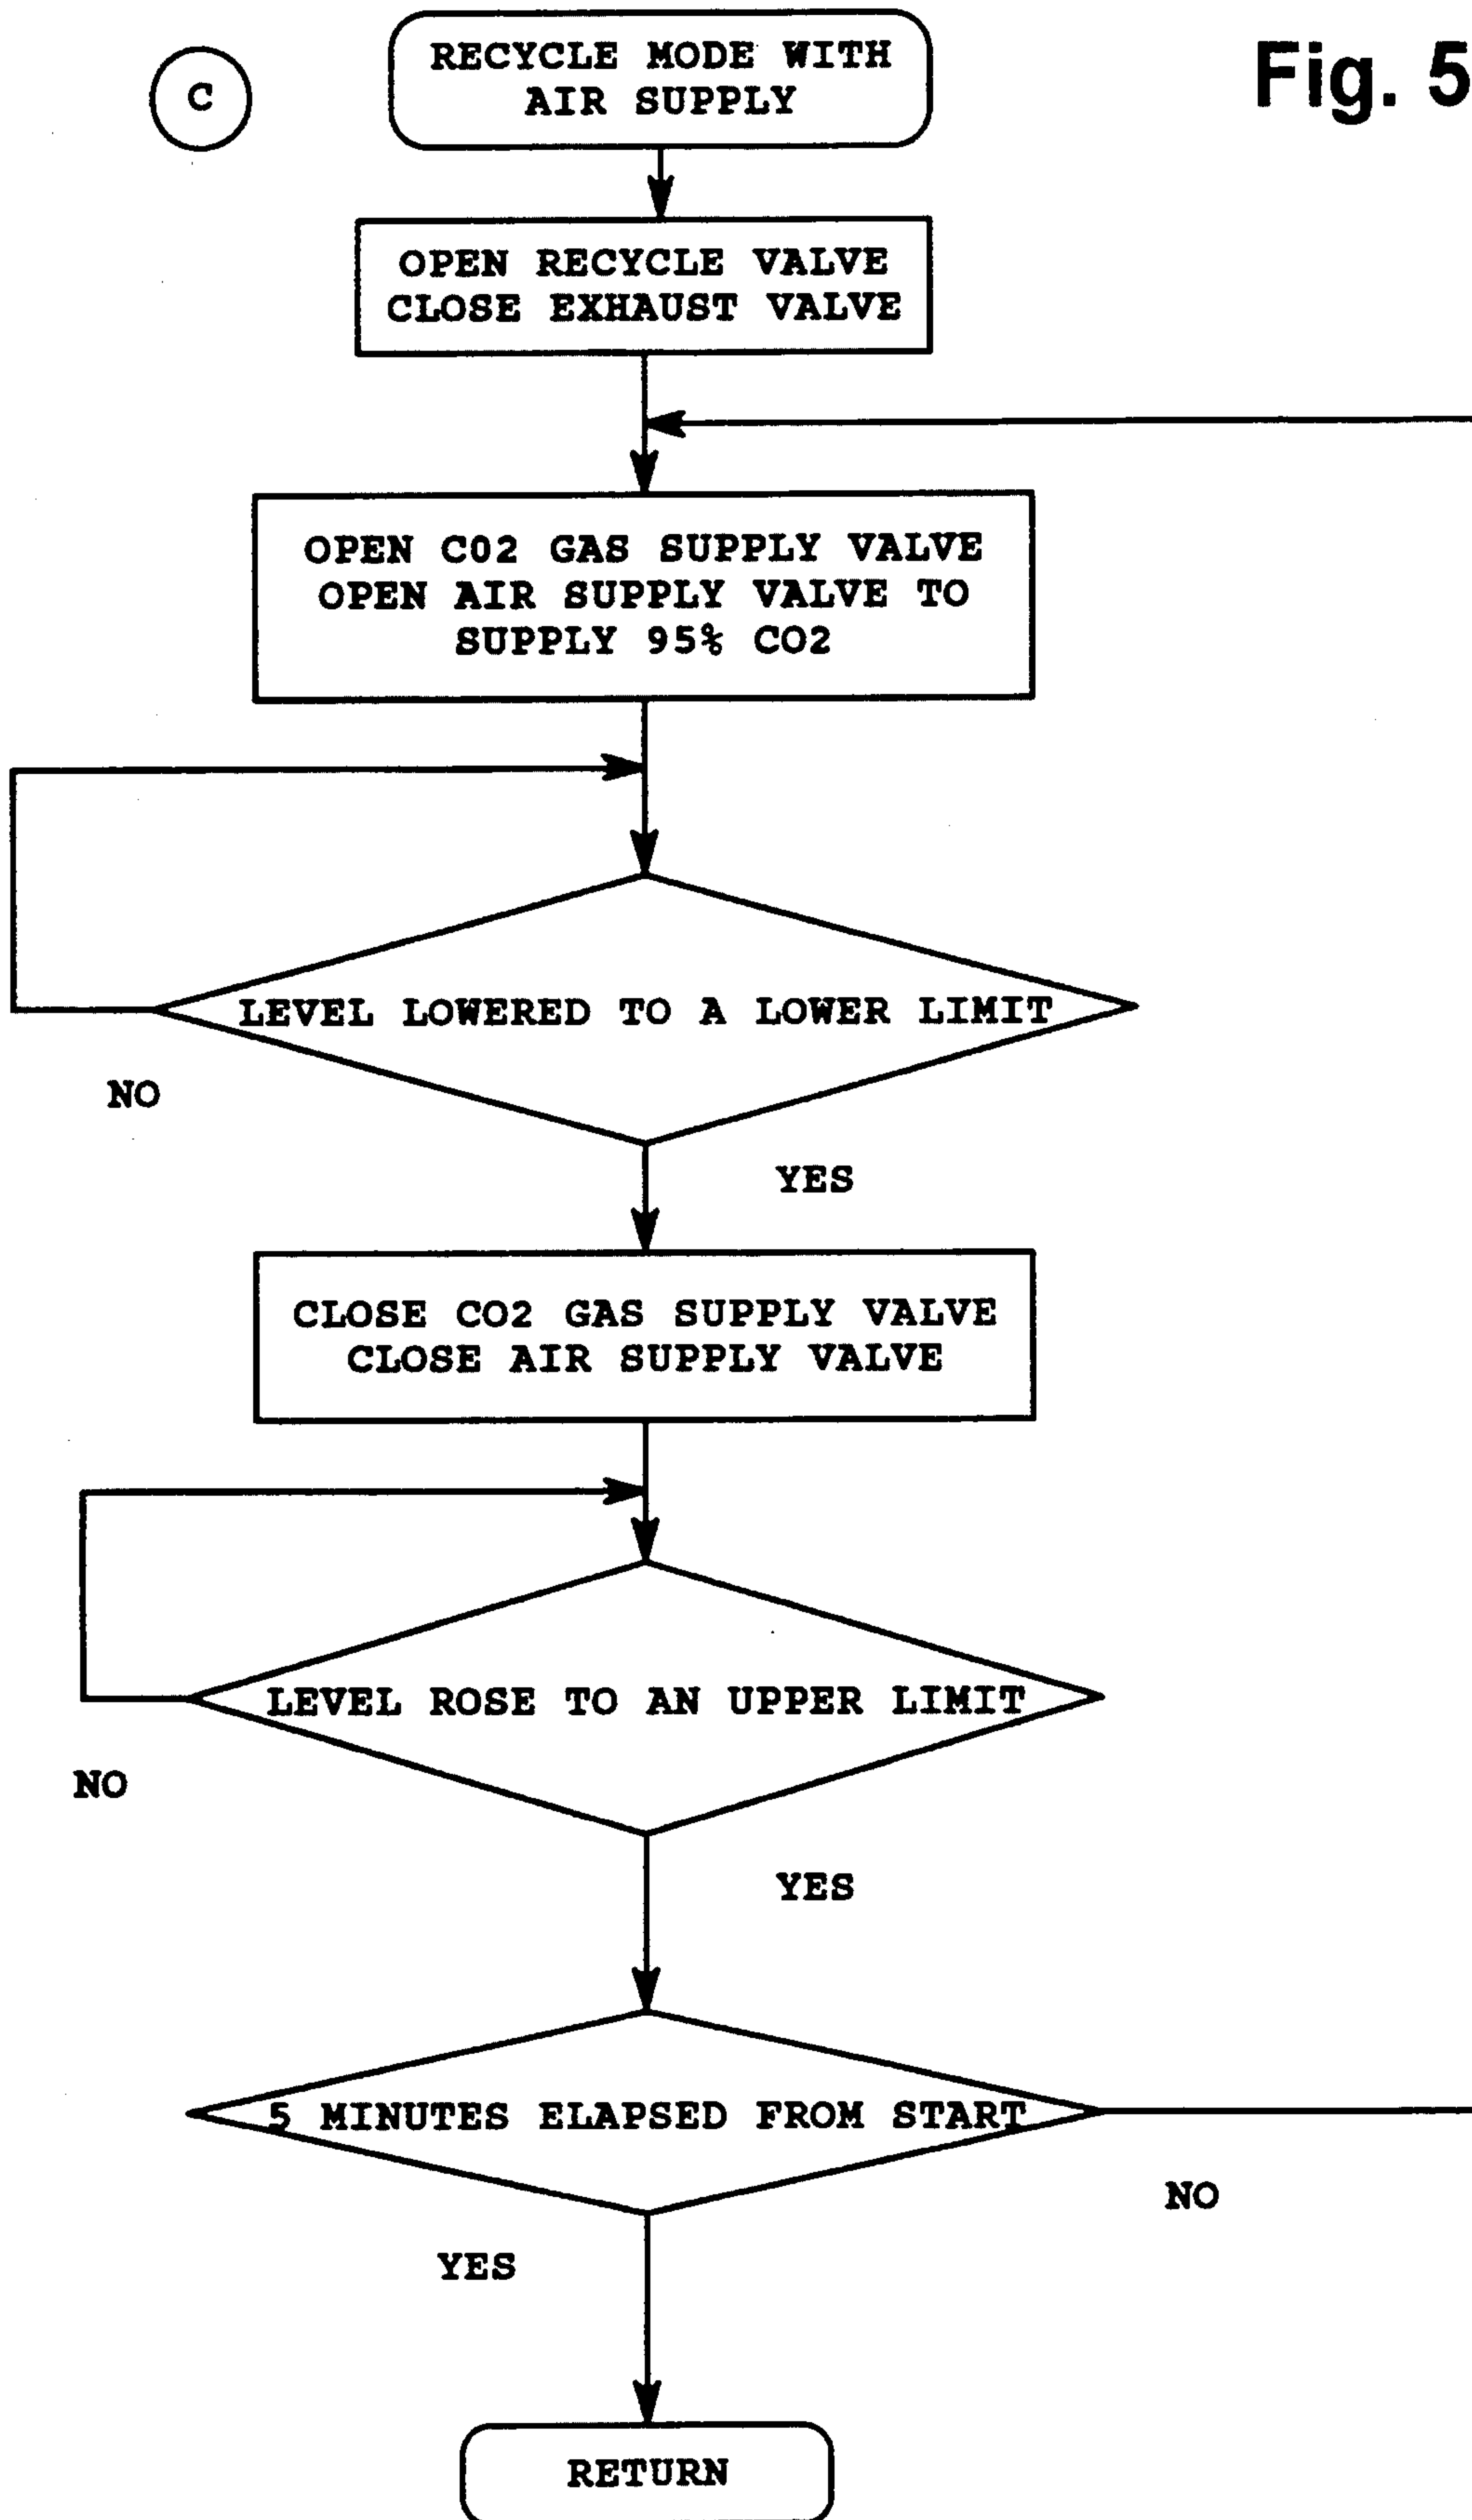 C
RECYCLE MODE WITH
AIR SUPPLY
Fig. 5
OPEN RECYCLE VALVE
CLOSE EXHAUST VALVE
OPEN C02 GAS SUPPLY VALVE
OPEN AIR SUPPLY VALVE TO
SUPPLY 95% CO2
LEVEL LOWERED TO A LOWER LIMIT
NO
YES
CLOSE CO2 GAS SUPPLY VALVE
CLOSE AIR SUPPLY VALVE
LEVEL ROSE TO AN UPPER LIMIT
NO
YES
5 MINUTES ELAPSED FROM START
NO
YES
RETURN